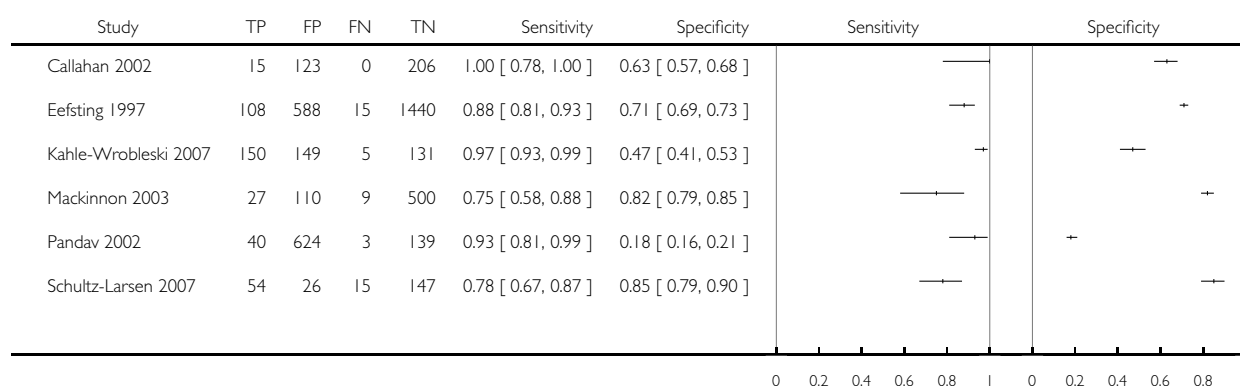 Study TP FP FN TN Sensitivity Specificity Sensitivity Specificity
Callahan 2002 15 123 0 206 1.00 [ 0.78, 1.00 ] 0.63 [ 0.57, 0.68 ]
Eefsting 1997 108 588 15 1440 0.88 [ 0.81, 0.93 ] 0.71 [ 0.69, 0.73 ]
Kahle-Wrobleski 2007 150 149 5 131 0.97 [ 0.93, 0.99 ] 0.47 [ 0.41, 0.53 ]
Mackinnon 2003 27 110 9 500 0.75 [ 0.58, 0.88 ] 0.82 [ 0.79, 0.85 ]
Pandav 2002 40 624 3 139 0.93 [ 0.81, 0.99 ] 0.18 [ 0.16, 0.21 ]
Schultz-Larsen 2007 54 26 15 147 0.78 [ 0.67, 0.87 ] 0.85 [ 0.79, 0.90 ]
0 0.2 0.4 0.6 0.8 1 0 0.2 0.4 0.6 0.8